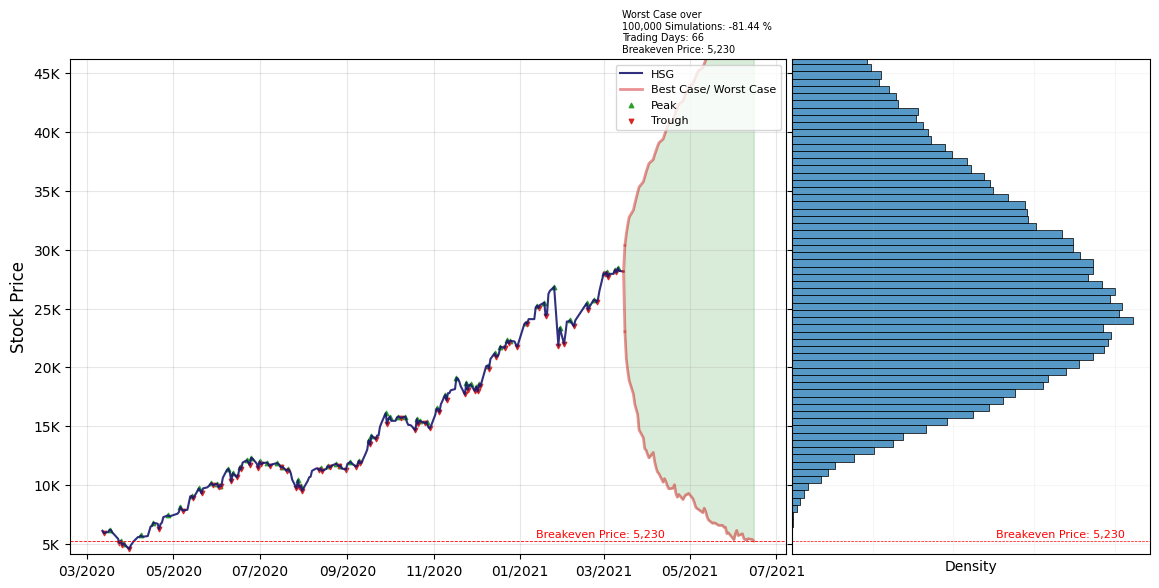 Worst Case over
100,000 Simulations: -81.44 %
Trading Days: 66
Breakeven Price: 5,230
HSG
Best Case/ Worst Case
Peak
Trough
45K
40K
35K
30K
25K
20K
15K
10K
5K
Stock Price
Breakeven Price: 5,230
Breakeven Price: 5,230
03/2020
05/2020
07/2020
09/2020
11/2020
01/2021
03/2021
05/2021
07/2021
Density